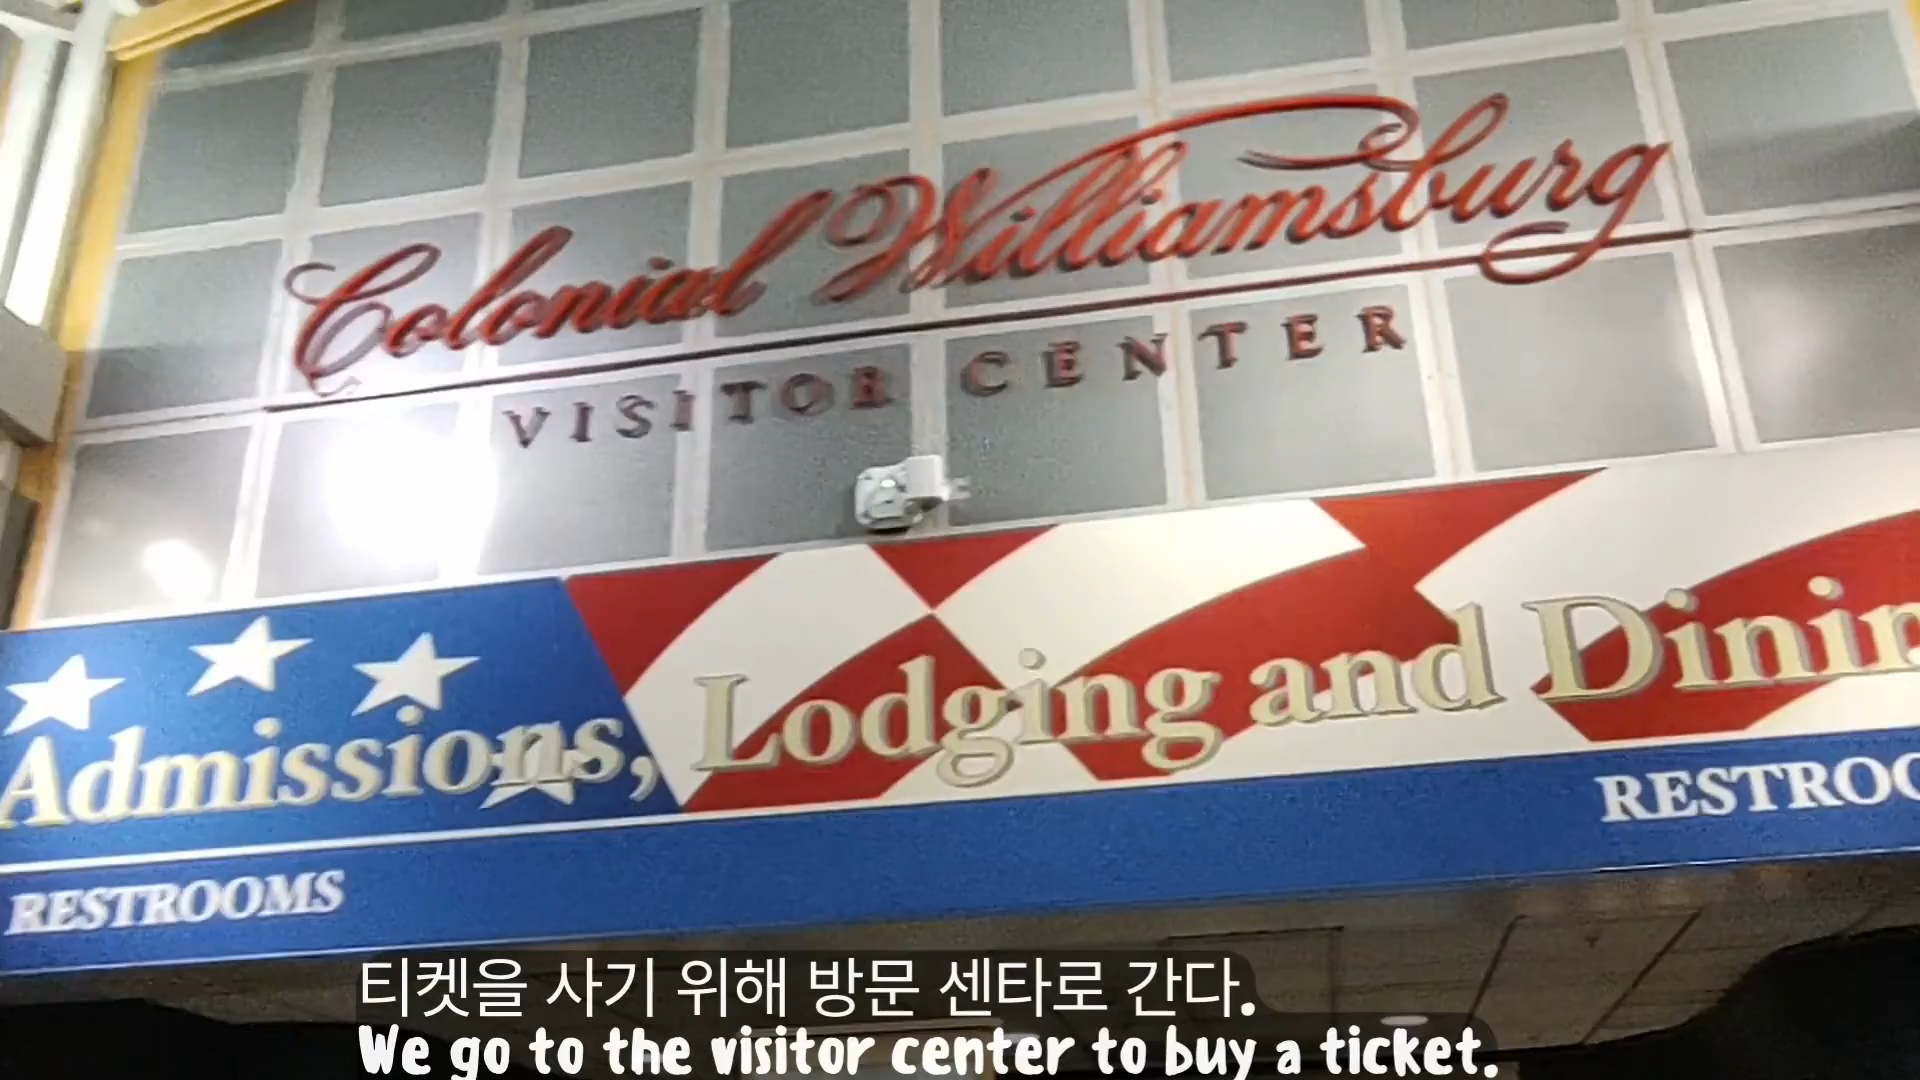 Colonial Williamsburg
VISITOR CENTER
Admissions, Lodging and Dinin
RESTROO
RESTROOMS
티켓을 사기 위해 방문 센타로 간다.
We go to the visitor center to buy a ticket.